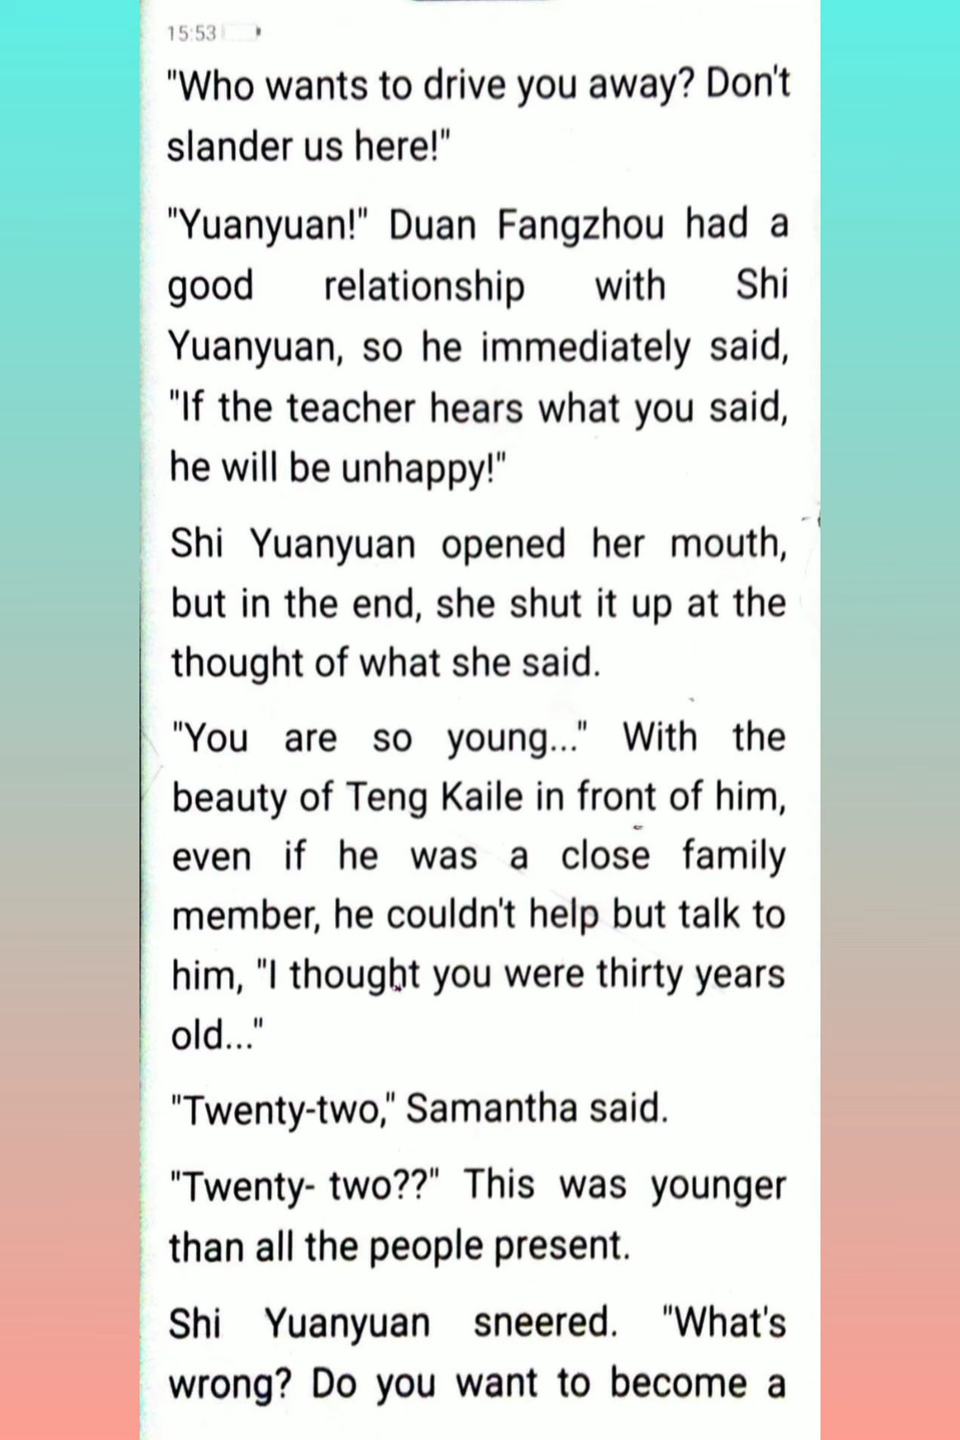 15:53
"Who wants to drive you away? Don't
slander us here!"
"Yuanyuan!" Duan Fangzhou had a
good relationship with Shi
Yuanyuan, so he immediately said,
"If the teacher hears what you said,
he will be unhappy!"
Shi Yuanyuan opened her mouth,
but in the end, she shut it up at the
thought of what she said.
"You are so young..." With the
beauty of Teng Kaile in front of him,
even if he was a close family
member, he couldn't help but talk to
him, "I thought you were thirty years
old..."
"Twenty-two," Samantha said.
"Twenty- two??" This was younger
than all the people present.
Shi Yuanyuan sneered. "What's
wrong? Do you want to become a